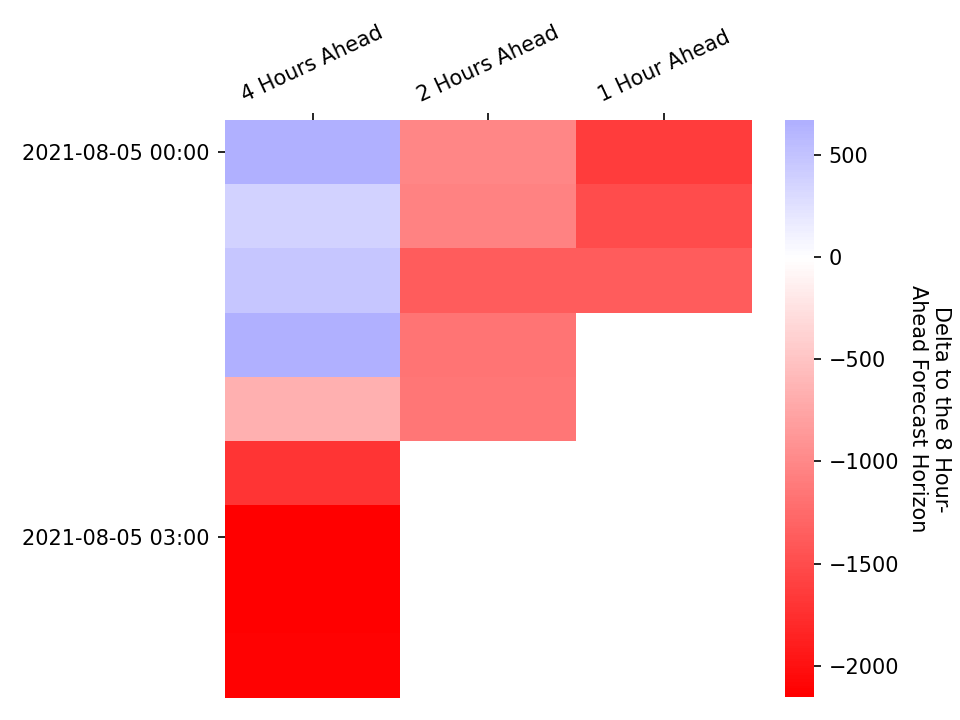 4 Hours Ahead
2 Hours Ahead
1 Hour Ahead
2021-08-05 00:00
2021-08-05 03:00
500
0
−500
−1000
−1500
−2000
Delta to the 8 Hour-
Ahead Forecast Horizon